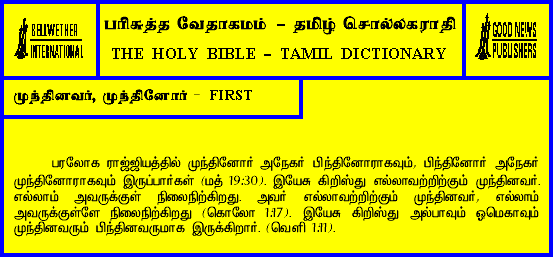 BELLWETHER
INTERNATIONAL
பரிசுத்த வேதாகமம் - தமிழ் சொல்லகராதி
THE HOLY BIBLE - TAMIL DICTIONARY
GOOD NEWS
PUBLISHERS
முந்தினவர், முந்தினோர் - FIRST
பரலோக ராஜ்ஜியத்தில் முந்தினோர் அநேகர் பிந்தினோராகவும், பிந்தினோர் அநேகர்
முந்தினோராகவும் இருப்பார்கள் (மத் 19:30). இயேசு கிறிஸ்து எல்லாவற்றிற்கும் முந்தினவர்.
எல்லாம் அவருக்குள் நிலைநிற்கிறது. அவர் எல்லாவற்றிற்கும் முந்தினவர், எல்லாம்
அவருக்குள்ளே நிலைநிற்கிறது (கொலோ 1:17). இயேசு கிறிஸ்து அல்பாவும் ஒமெகாவும்
முந்தினவரும் பிந்தினவருமாக இருக்கிறார். (வெளி 1:11).